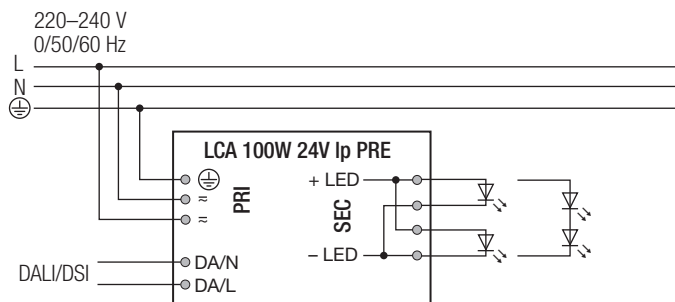 220–240 V
0/50/60 Hz
L
N
LCA 100W 24V lp PRE
PRI
≂
≂
+ LED
SEC
– LED
DALI/DSI
DA/N
DA/L